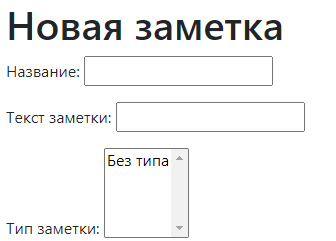 Новая заметка
Название:
Текст заметки:
Без типа
Тип заметки: